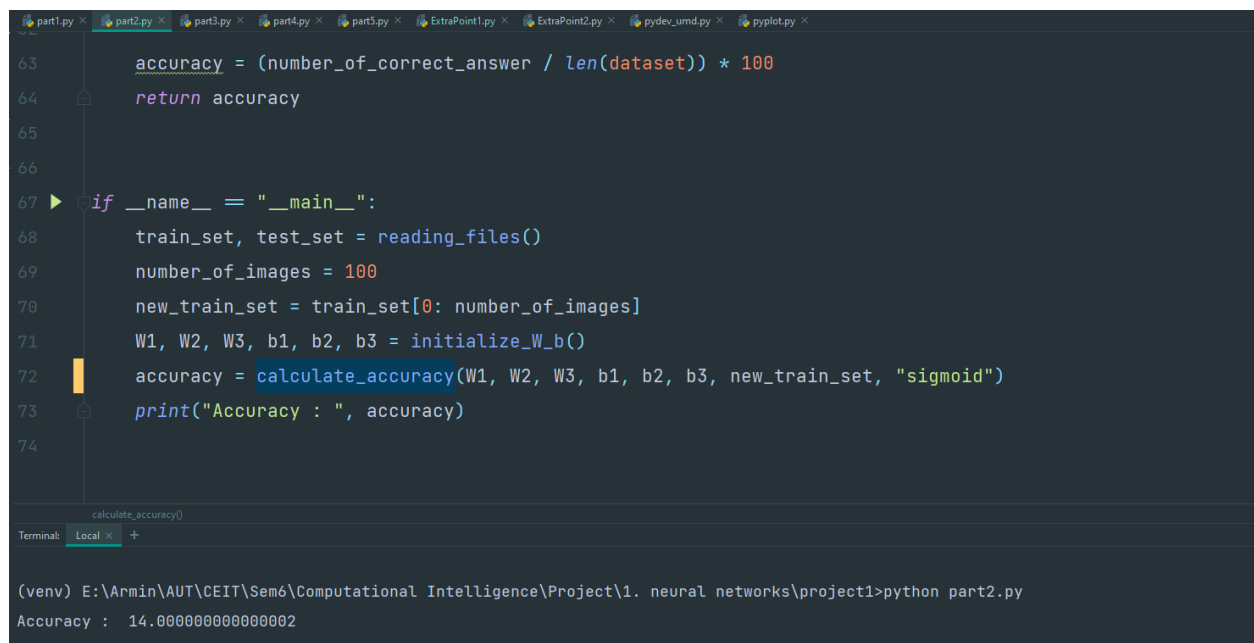 part1.py × part2.py × part3.py × part4.py × part5.py × ExtraPoint1.py × ExtraPoint2.py × pydev_umd.py × pyplot.py ×
63 accuracy = (number_of_correct_answer / len(dataset)) * 100
64 return accuracy
65
66
67 if __name__ == "__main__":
68 train_set, test_set = reading_files()
69 number_of_images = 100
70 new_train_set = train_set[0: number_of_images]
71 W1, W2, W3, b1, b2, b3 = initialize_W_b()
72 accuracy = calculate_accuracy(W1, W2, W3, b1, b2, b3, new_train_set, "sigmoid")
73 print("Accuracy : ", accuracy)
74
calculate_accuracy()
Terminal: Local × +
(venv) E:\Armin\AUT\CEIT\Sem6\Computational Intelligence\Project\1. neural networks\project1>python part2.py
Accuracy :  14.000000000000002